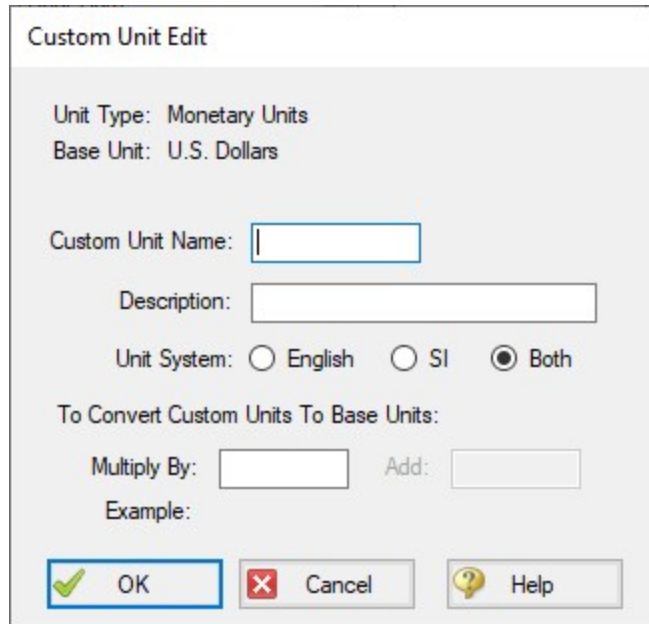 Custom Unit Edit
Unit Type: Monetary Units
Base Unit: U.S. Dollars
Custom Unit Name:
Description:
Unit System: English SI Both
To Convert Custom Units To Base Units:
Multiply By: Add:
Example:
OK Cancel Help